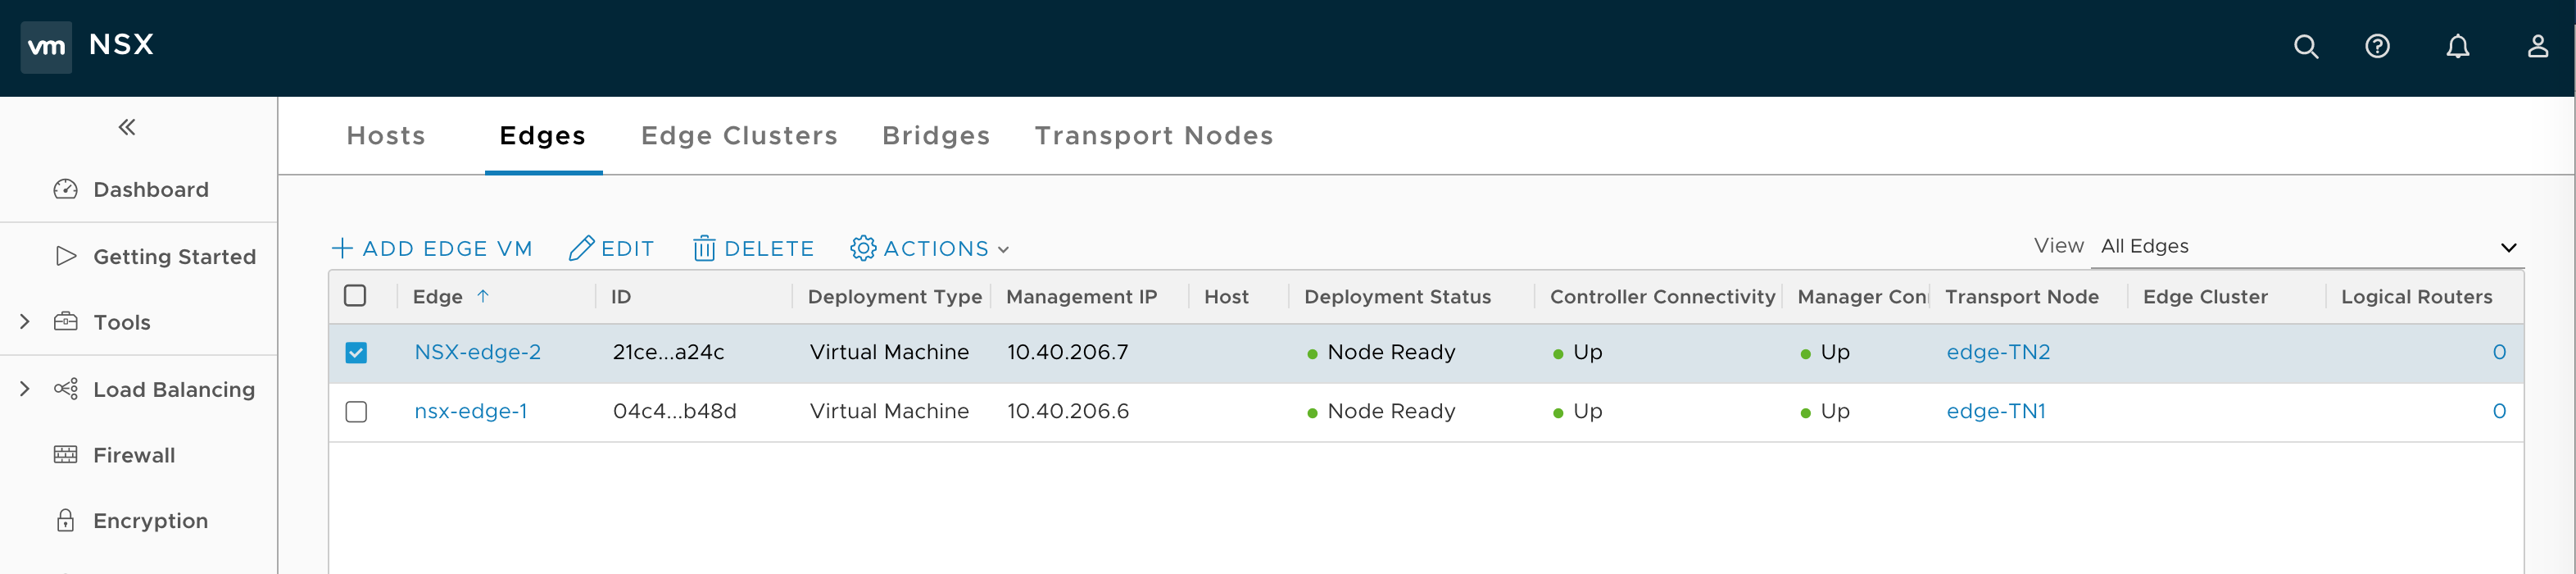 vm NSX
Hosts Edges Edge Clusters Bridges Transport Nodes
Dashboard
Getting Started
Tools
Load Balancing
Firewall
Encryption
ADD EDGE VM EDIT DELETE ACTIONS View All Edges
Edge ID Deployment Type Management IP Host Deployment Status Controller Connectivity Manager Con Transport Node Edge Cluster Logical Routers
NSX-edge-2 21ce...a24c Virtual Machine 10.40.206.7 Node Ready Up Up edge-TN2 0
nsx-edge-1 04c4...b48d Virtual Machine 10.40.206.6 Node Ready Up Up edge-TN1 0